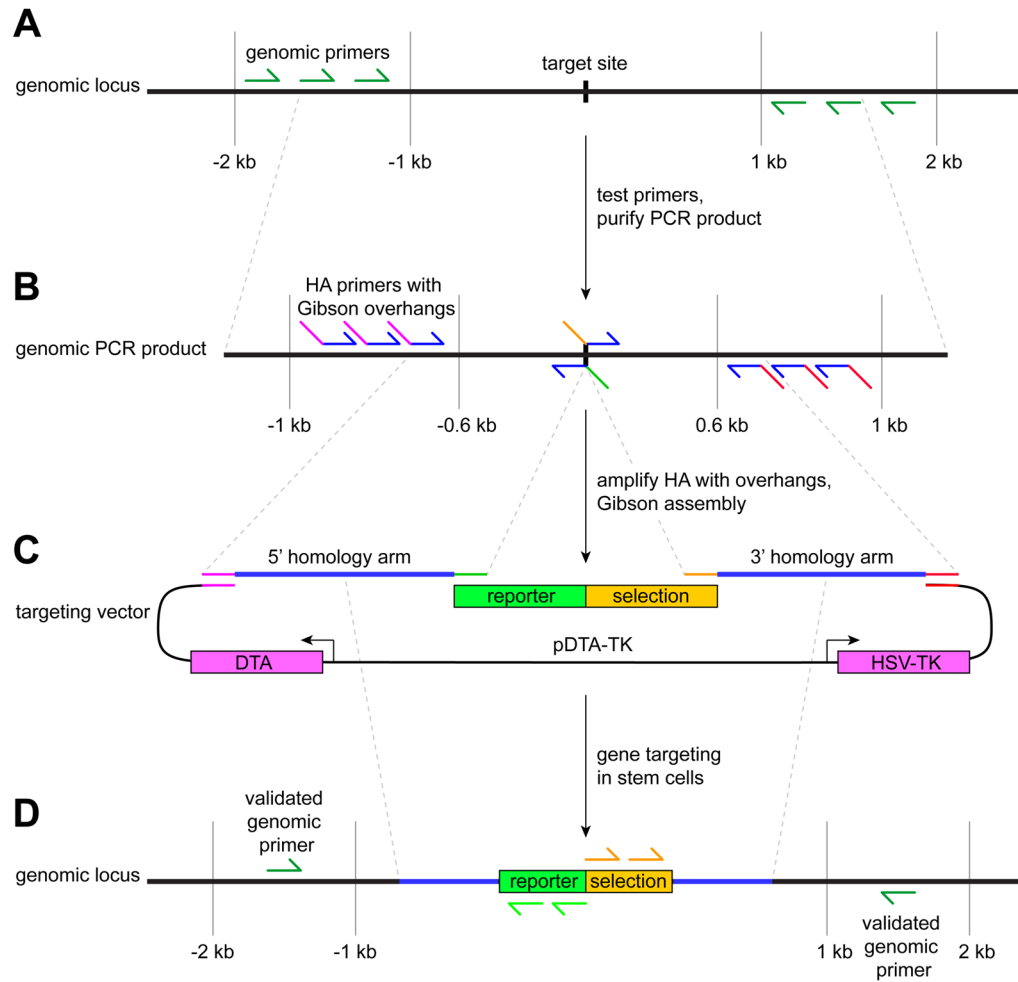 A
genomic primers
target site
genomic locus
-2 kb
-1 kb
1 kb
2 kb
test primers,
purify PCR product
B
HA primers with
Gibson overhangs
genomic PCR product
-1 kb
-0.6 kb
0.6 kb
1 kb
amplify HA with overhangs,
Gibson assembly
C
5’ homology arm
3’ homology arm
reporter
selection
targeting vector
pDTA-TK
DTA
HSV-TK
gene targeting
in stem cells
D
validated
genomic
primer
genomic locus
reporter
selection
-2 kb
-1 kb
1 kb
2 kb
validated
genomic
primer